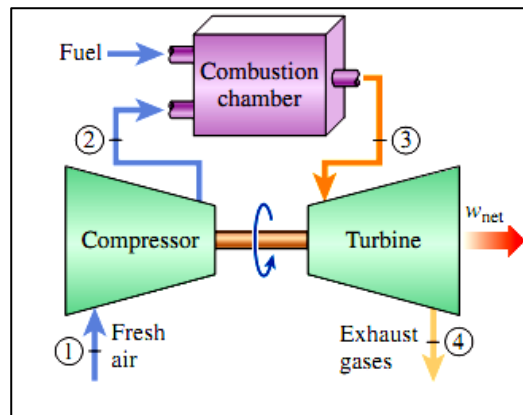 Fuel
Combustion
chamber
2
3
Compressor
Turbine
wnet
1
Fresh
air
Exhaust
gases
4